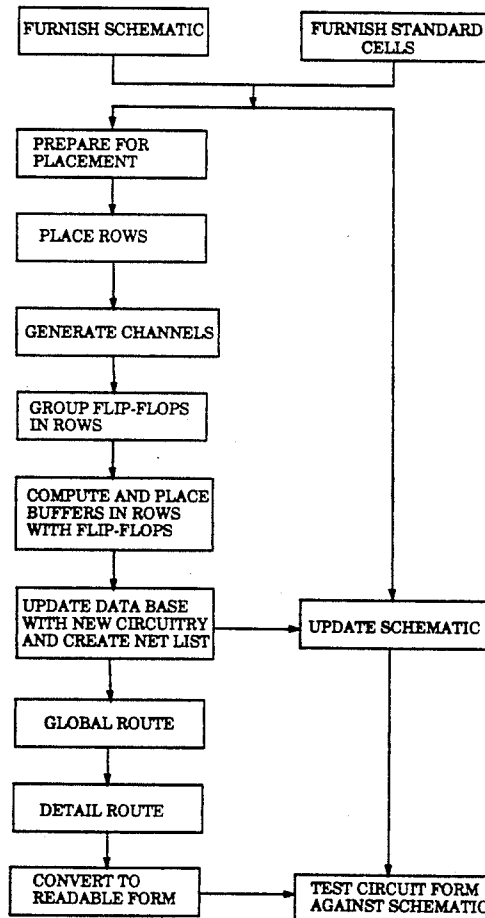 FURNISH SCHEMATIC
FURNISH STANDARD
CELLS
PREPARE FOR
PLACEMENT
PLACE ROWS
GENERATE CHANNELS
GROUP FLIP-FLOPS
IN ROWS
COMPUTE AND PLACE
BUFFERS IN ROWS
WITH FLIP-FLOPS
UPDATE DATA BASE
WITH NEW CIRCUITRY
AND CREATE NET LIST
UPDATE SCHEMATIC
GLOBAL ROUTE
DETAIL ROUTE
CONVERT TO
READABLE FORM
TEST CIRCUIT FORM
AGAINST SCHEMATIC